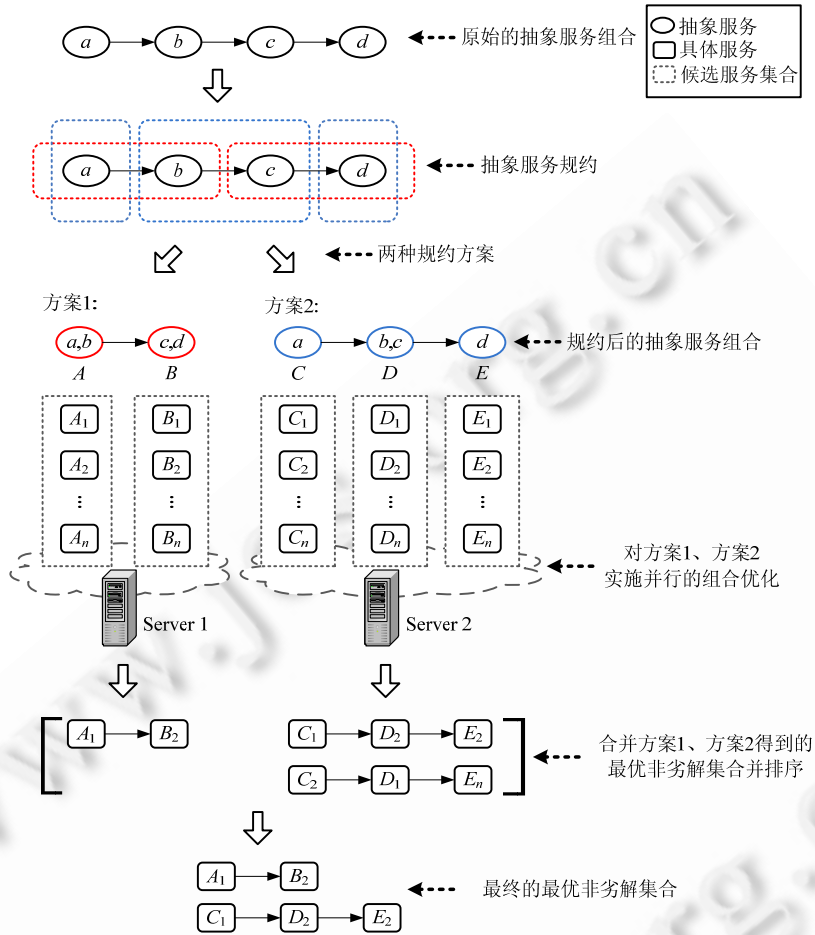 a b c d
原始的抽象服务组合
抽象服务
具体服务
候选服务集合
a b c d
抽象服务规约
两种规约方案
方案1:
方案2:
a,b c,d
a b,c d
规约后的抽象服务组合
A B C D E
A1 B1 C1 D1 E1
A2 B2 C2 D2 E2
... ... ... ... ...
An Bn Cn Dn En
对方案1、方案2
实施并行的组合优化
Server 1
Server 2
A1 B2
C1 D2 E2
C2 D1 En
合并方案1、方案2得到的
最优非劣解集合并排序
A1 B2
C1 D2 E2
最终的最优非劣解集合